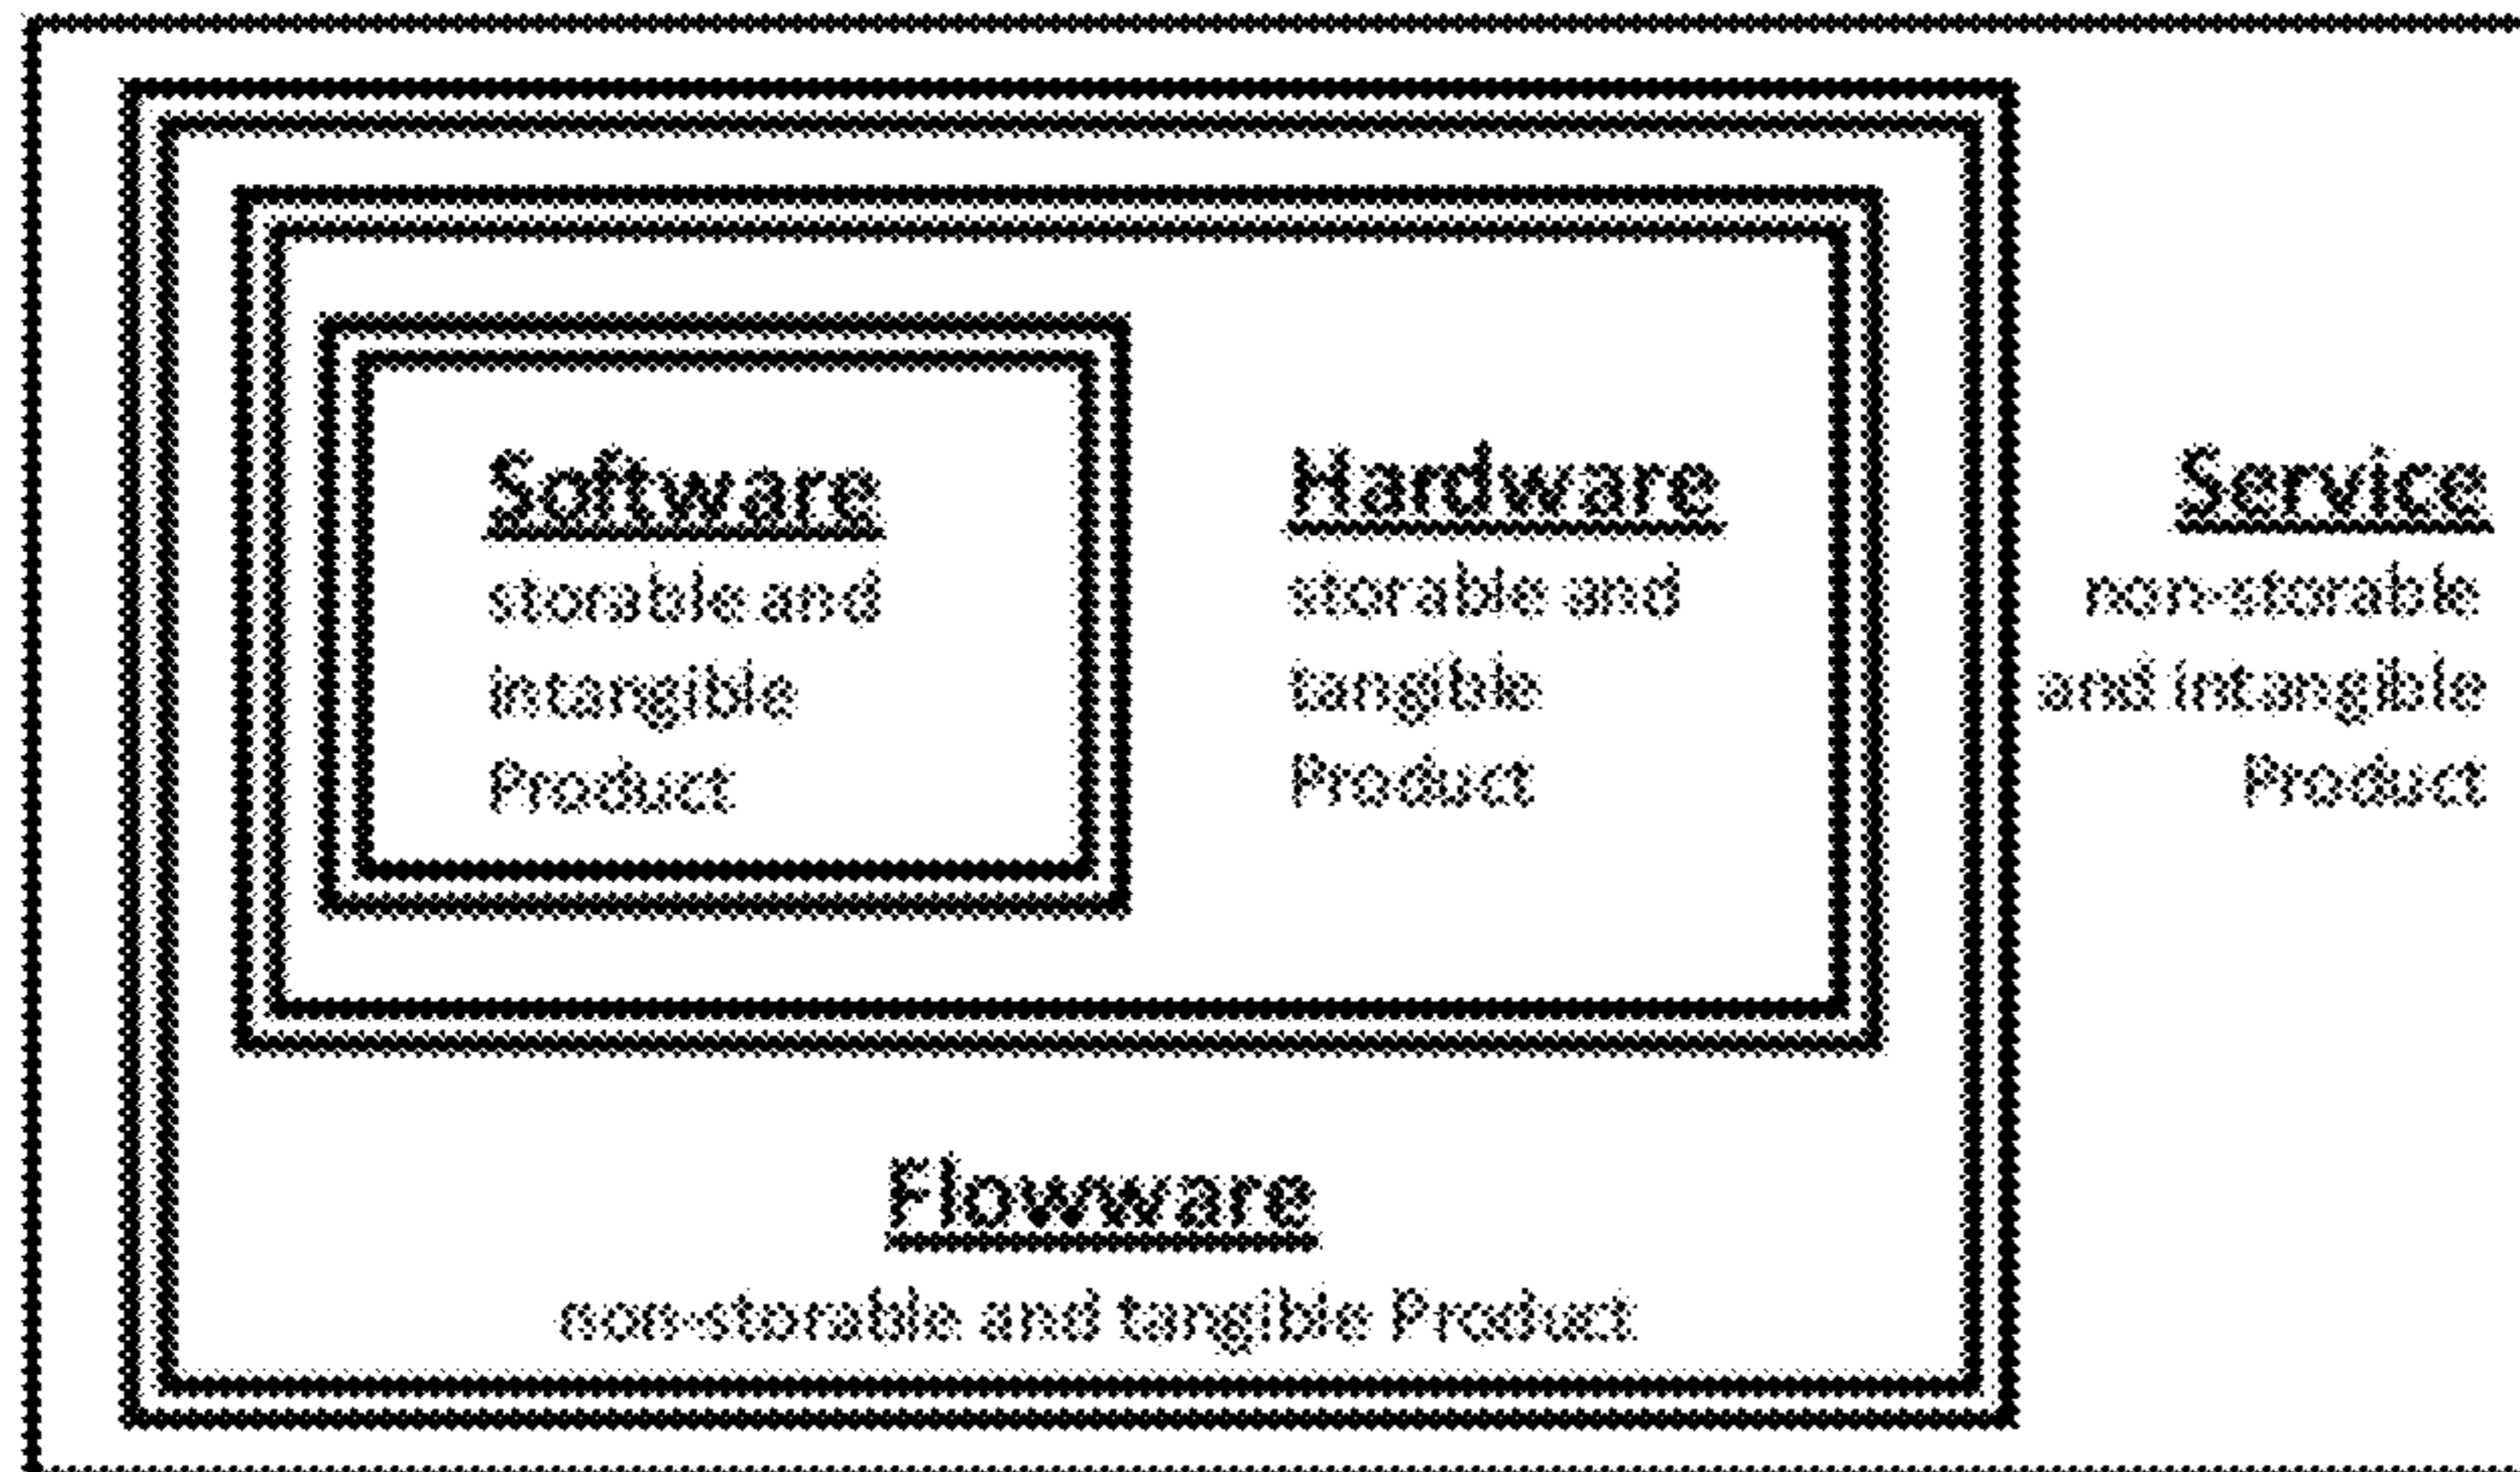 Software
storable and
intangible
Product
Hardware
storable and
tangible
Product
Service
non-storable
and intangible
Product
Flowware
non-storable and tangible Product